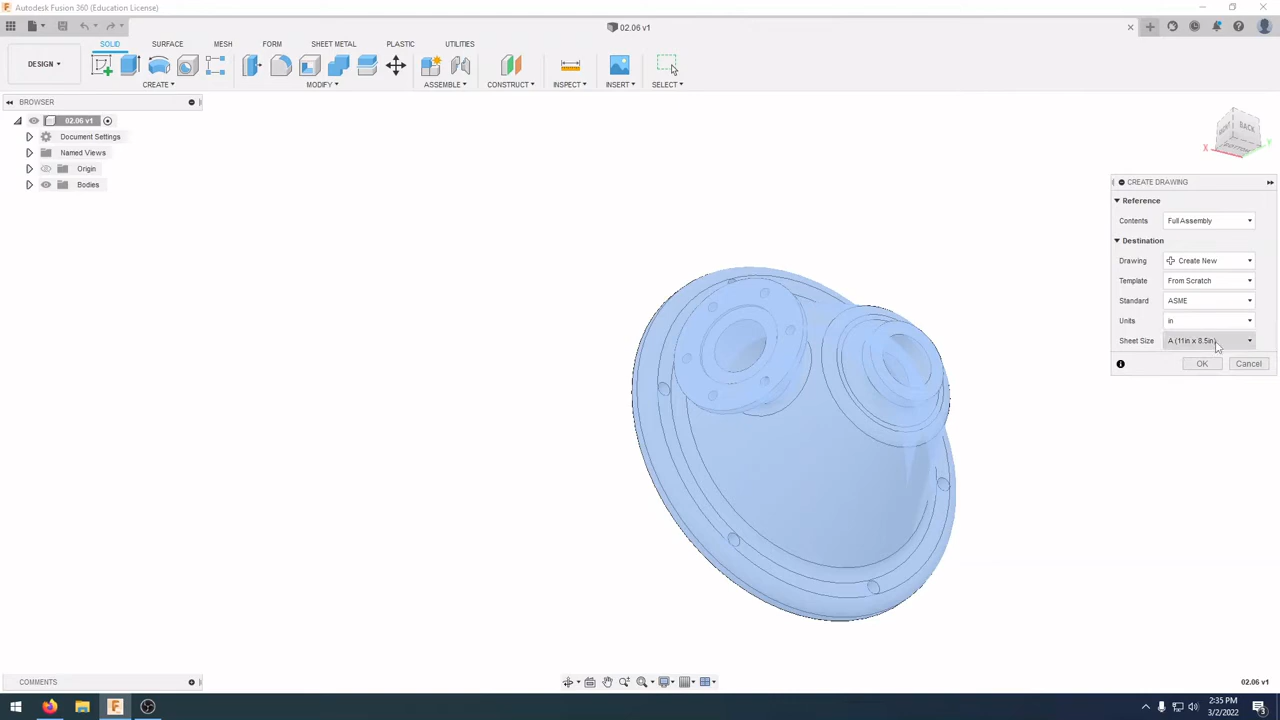 Autodesk Fusion 360 (Education License)
02.06 v1
DESIGN
SOLID SURFACE MESH FORM SHEET METAL PLASTIC UTILITIES
CREATE MODIFY ASSEMBLE CONSTRUCT INSPECT INSERT SELECT
BROWSER
02.06 v1
Document Settings
Named Views
Origin
Bodies
BACK
BOTTOM
X
Y
CREATE DRAWING
Reference
Contents Full Assembly
Destination
Drawing Create New
Template From Scratch
Standard ASME
Units in
Sheet Size A (11in x 8.5in)
OK Cancel
COMMENTS
02.06 v1
2:35 PM
3/2/2022
3